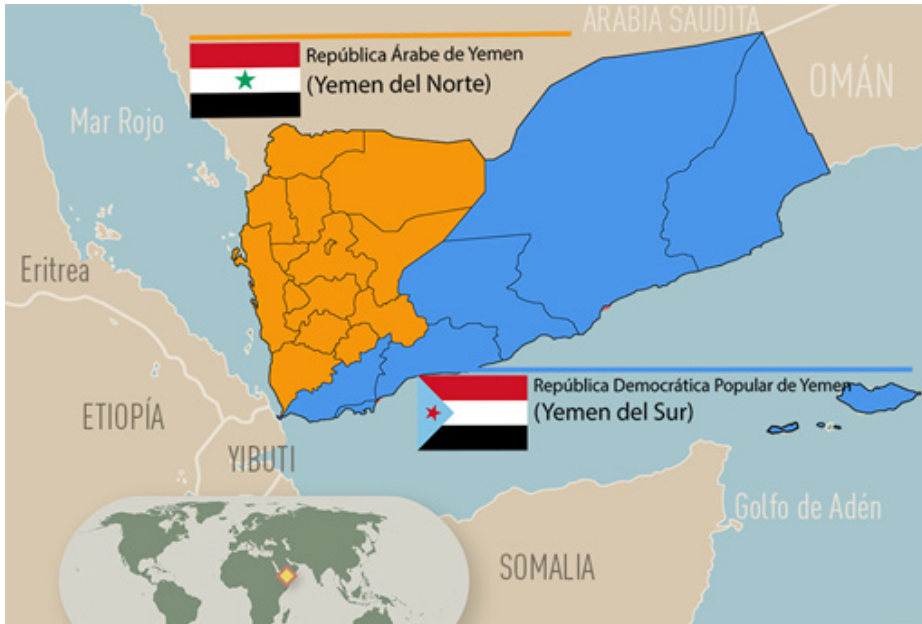 ARABIA SAUDITA
República Árabe de Yemen
(Yemen del Norte)
OMÁN
Mar Rojo
Eritrea
República Democrática Popular de Yemen
(Yemen del Sur)
ETIOPÍA
YIBUTI
Golfo de Adén
SOMALIA